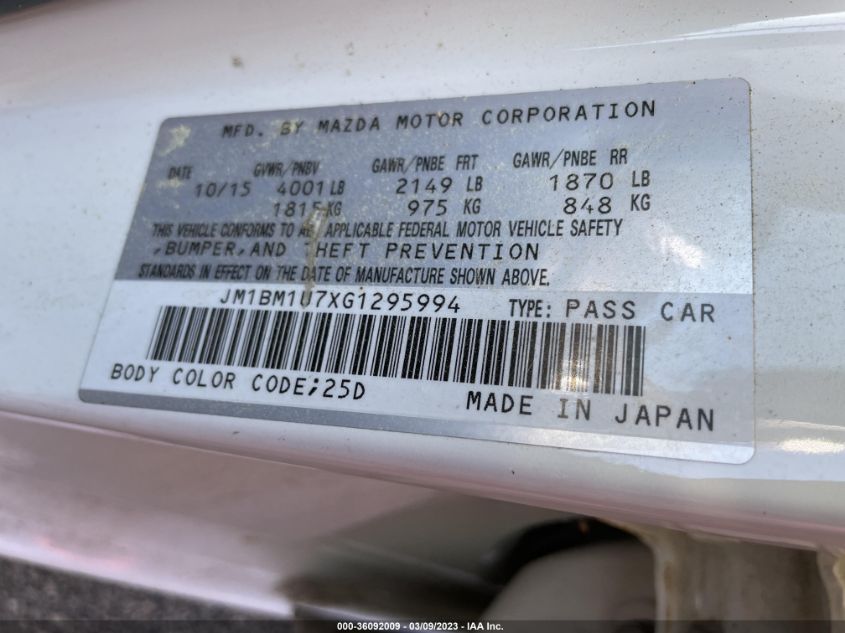 MFD. BY MAZDA MOTOR CORPORATION
DATE GVWR/PNBV GAWR/PNBE FRT GAWR/PNBE RR
10/15 4001 LB 2149 LB 1870 LB
1815 KG 975 KG 848 KG
THIS VEHICLE CONFORMS TO ALL APPLICABLE FEDERAL MOTOR VEHICLE SAFETY
,BUMPER,AND THEFT PREVENTION
STANDARDS IN EFFECT ON THE DATE OF MANUFACTURE SHOWN ABOVE.
JM1BM1U7XG1295994 TYPE: PASS CAR
BODY COLOR CODE;25D MADE IN JAPAN
000-36092009 - 03/09/2023 - IAA Inc.